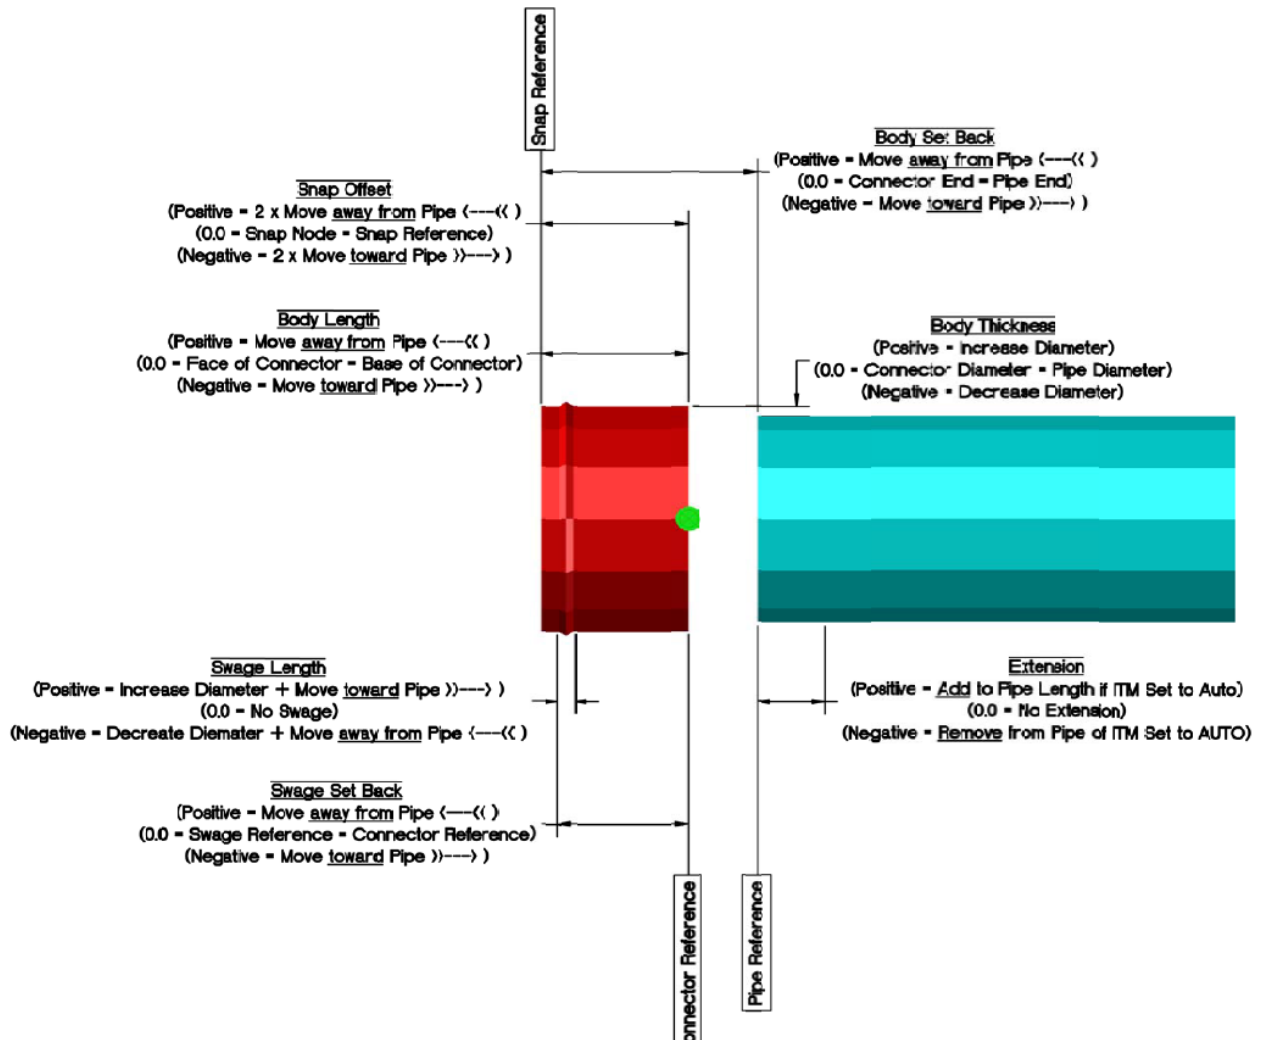 Snap Reference
Body Set Back
(Positive = Move away from Pipe <---<< )
(0.0 = Connector End = Pipe End)
(Negative = Move toward Pipe >>---> )
Snap Offset
(Positive = 2 x Move away from Pipe <---<< )
(0.0 = Snap Node = Snap Reference)
(Negative = 2 x Move toward Pipe >>---> )
Body Length
(Positive = Move away from Pipe <---<< )
(0.0 = Face of Connector = Base of Connector)
(Negative = Move toward Pipe >>---> )
Body Thickness
(Positive = Increase Diameter)
(0.0 = Connector Diameter = Pipe Diameter)
(Negative = Decrease Diameter)
Swage Length
(Positive = Increase Diameter + Move toward Pipe >>---> )
(0.0 = No Swage)
(Negative = Decreate Diemater + Move away from Pipe <---<< )
Extension
(Positive = Add to Pipe Length if ITM Set to Auto)
(0.0 = No Extension)
(Negative = Remove from Pipe of ITM Set to AUTO)
Swage Set Back
(Positive = Move away from Pipe <---<< )
(0.0 = Swage Reference = Connector Reference)
(Negative = Move toward Pipe >>---> )
onnector Reference
Pipe Reference